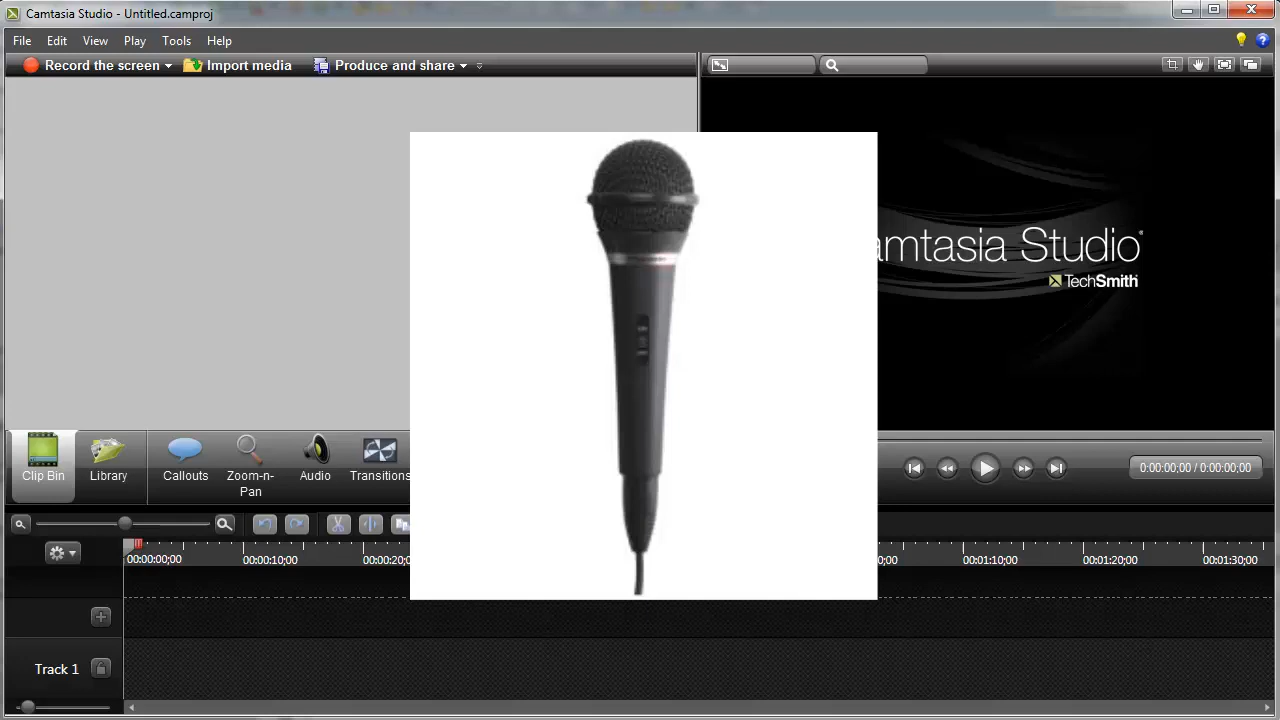 Camtasia Studio - Untitled.camproj
File Edit View Play Tools Help
Record the screen Import media Produce and share
amtasia Studio®
TechSmith
Clip Bin Library Callouts Zoom-n-Pan Audio Transitions
0:00:00;00 / 0:00:00;00
00:00:00;00 00:00:10;00 00:00:20 00;00 00:01:10;00 00:01:20;00 00:01:30;00
Track 1